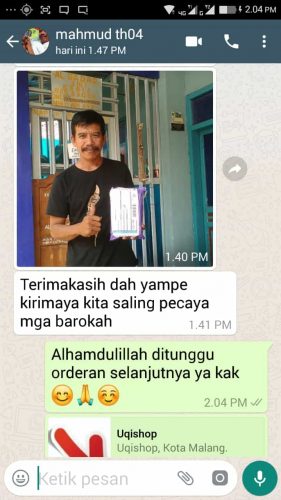 4G
2.04 PM
mahmud th04
hari ini 1.47 PM
1.40 PM
Terimakasih dah yampe
kirimaya kita saling pecaya
mga barokah
1.41 PM
Alhamdulillah ditunggu
orderan selanjutnya ya kak
😊🙏☺️
2.04 PM
Uqishop
Uqishop, Kota Malang.
Ketik pesan